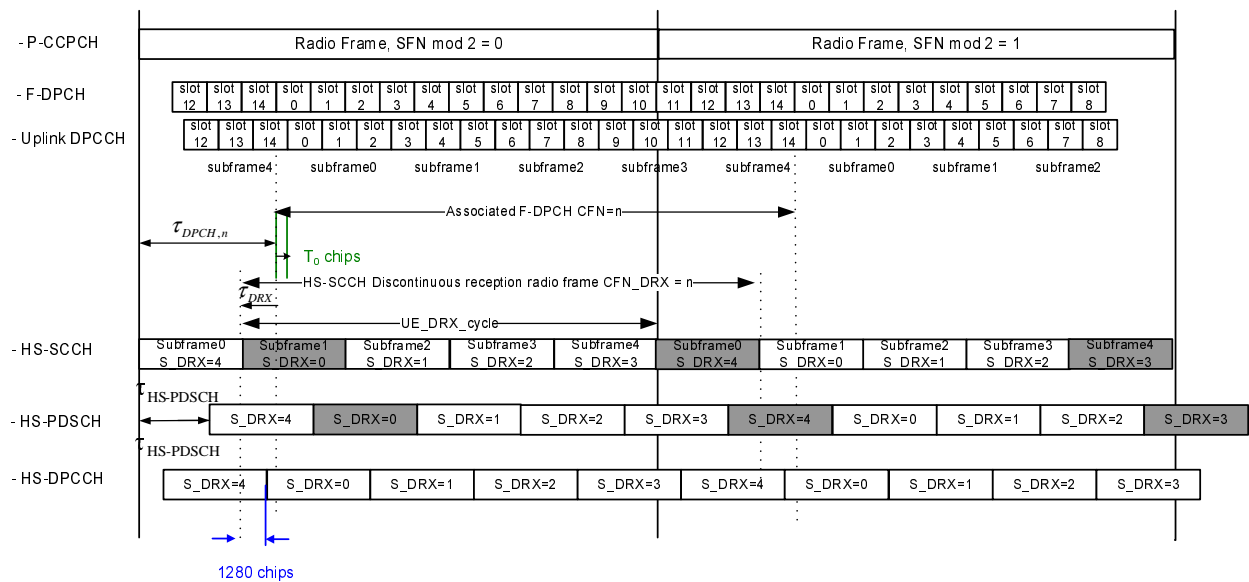 - P-CCPCH
Radio Frame, SFN mod 2 = 0
Radio Frame, SFN mod 2 = 1
- F-DPCH
slot 12 slot 13 slot 14 slot 0 slot 1 slot 2 slot 3 slot 4 slot 5 slot 6 slot 7 slot 8 slot 9 slot 10 slot 11 slot 12 slot 13 slot 14 slot 0 slot 1 slot 2 slot 3 slot 4 slot 5 slot 6 slot 7 slot 8
- Uplink DPCCH
slot 12 slot 13 slot 14 slot 0 slot 1 slot 2 slot 3 slot 4 slot 5 slot 6 slot 7 slot 8 slot 9 slot 10 slot 11 slot 12 slot 13 slot 14 slot 0 slot 1 slot 2 slot 3 slot 4 slot 5 slot 6 slot 7 slot 8
subframe4 subframe0 subframe1 subframe2 subframe3 subframe4 subframe0 subframe1 subframe2
Associated F-DPCH CFN=n
τDPCH,n
T0 chips
HS-SCCH Discontinuous reception radio frame CFN_DRX = n
τDRX
UE_DRX_cycle
- HS-SCCH
Subframe0 Subframe1 Subframe2 Subframe3 Subframe4 Subframe0 Subframe1 Subframe2 Subframe3 Subframe4
S_DRX=4 S_DRX=0 S_DRX=1 S_DRX=2 S_DRX=3 S_DRX=4 S_DRX=0 S_DRX=1 S_DRX=2 S_DRX=3
τHS-PDSCH
- HS-PDSCH
S_DRX=4 S_DRX=0 S_DRX=1 S_DRX=2 S_DRX=3 S_DRX=4 S_DRX=0 S_DRX=1 S_DRX=2 S_DRX=3
τHS-PDSCH
- HS-DPCCH
S_DRX=4 S_DRX=0 S_DRX=1 S_DRX=2 S_DRX=3 S_DRX=4 S_DRX=0 S_DRX=1 S_DRX=2 S_DRX=3
1280 chips